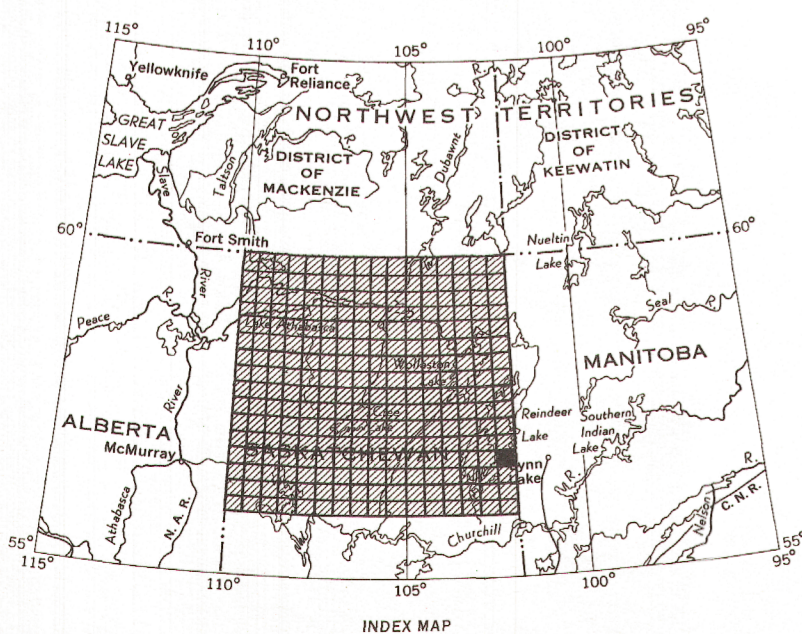 115°
110°
105°
100°
95°
Yellowknife
Fort
Reliance
GREAT
SLAVE
LAKE
NORTHWEST TERRITORIES
DISTRICT
OF
MACKENZIE
DISTRICT
OF
KEEWATIN
Dubawnt
R.
Taltson
Slave
River
60°
60°
Fort Smith
Nueltin
Lake
Peace
R.
Lake Athabasca
Seal
R.
Wollaston
Lake
MANITOBA
River
ALBERTA
McMurray
Cree
Lake
Reindeer
Lake
Southern
Indian
Lake
SASKATCHEWAN
Lynn
Lake
Athabasca
N. A. R.
Churchill
R.
Nelson
R.
C. N. R.
55°
115°
110°
105°
100°
95°
55°
INDEX MAP